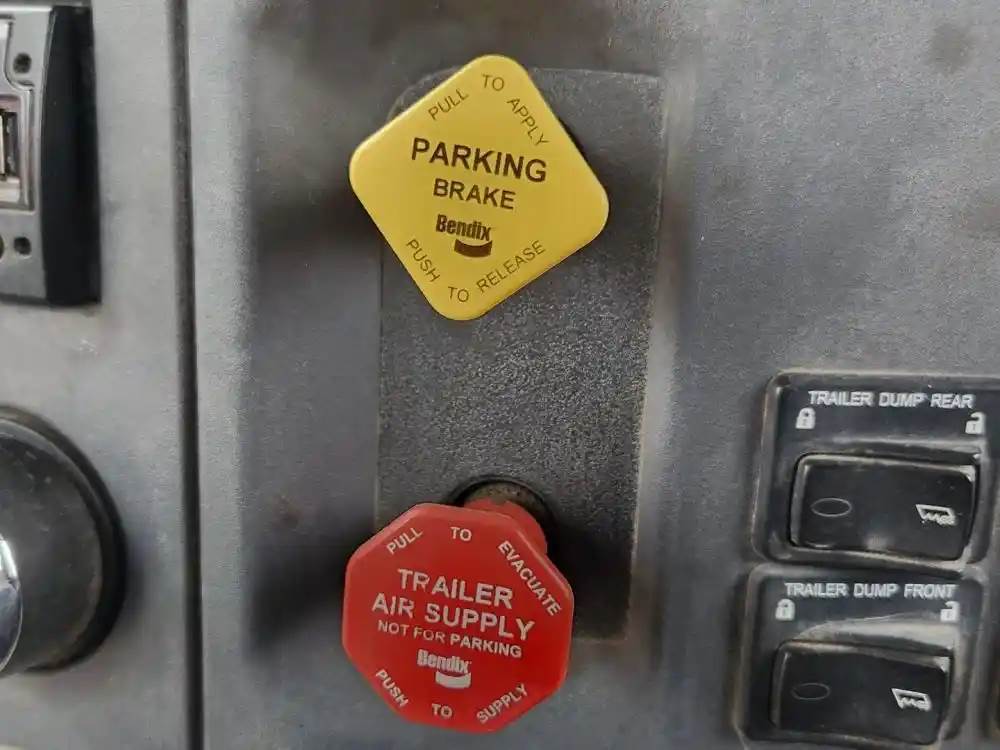 PULL TO APPLY
PARKING
BRAKE
Bendix
PUSH TO RELEASE
PULL TO EVACUATE
TRAILER
AIR SUPPLY
NOT FOR PARKING
Bendix
PUSH TO SUPPLY
TRAILER DUMP REAR
TRAILER DUMP FRONT